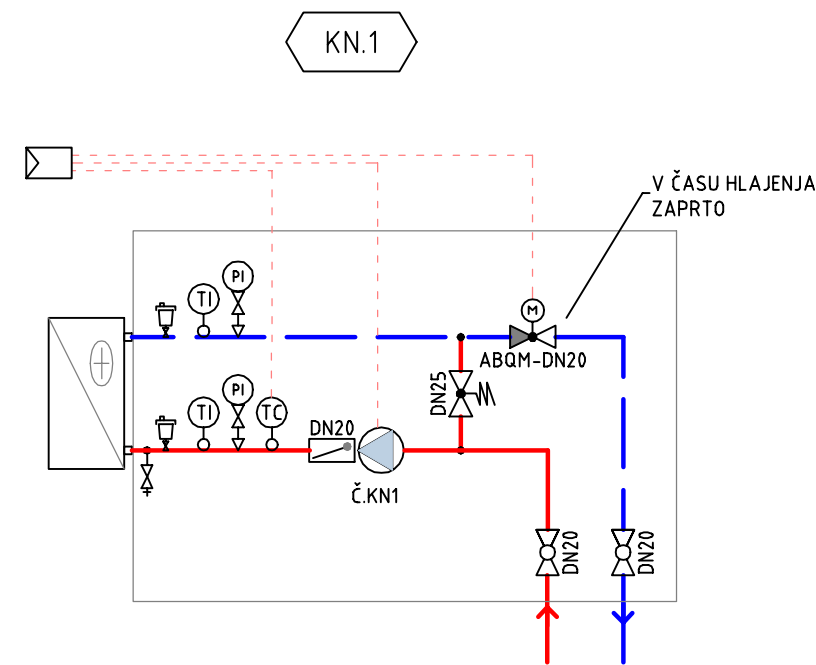 KN.1
V ČASU HLAJENJA
ZAPRTO
PI
TI
M
ABQM-DN20
DN25
PI
TI
TC
DN20
Č.KN1
DN20
DN20